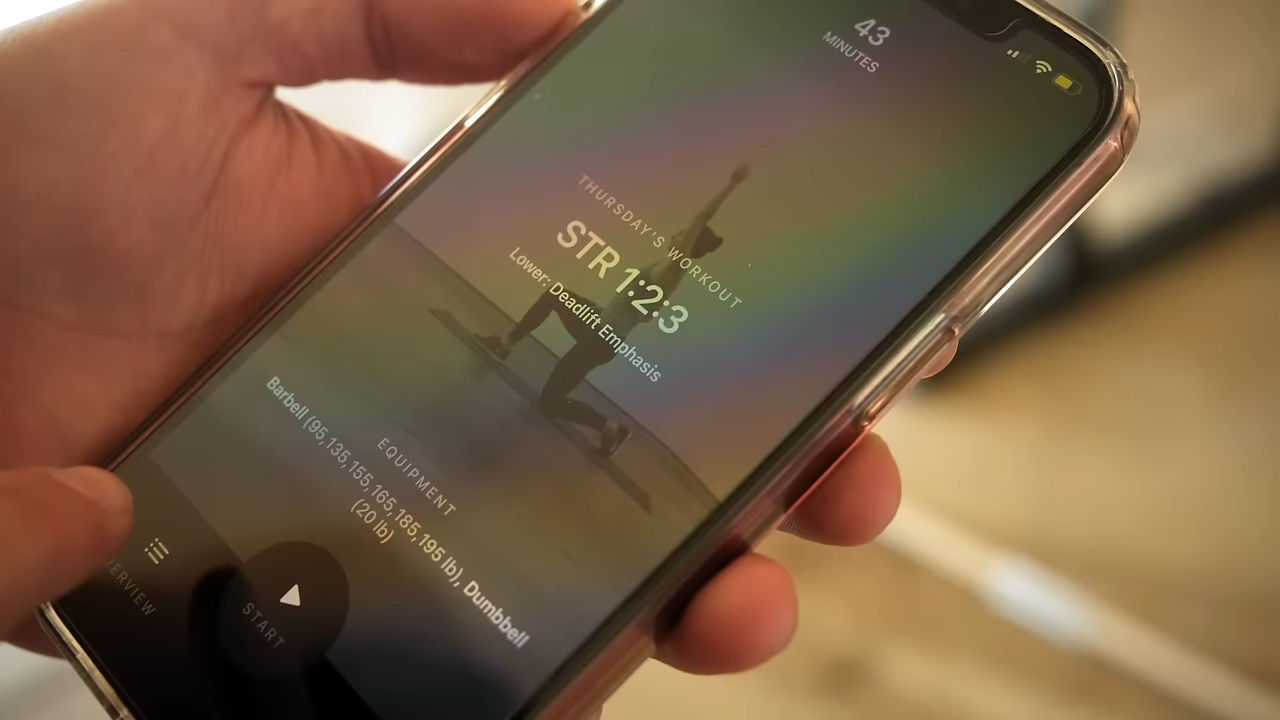 43
MINUTES
THURSDAY'S WORKOUT
STR 1:2:3
Lower: Deadlift Emphasis
EQUIPMENT
Barbell (95,135,155,165,185,195 lb), Dumbbell
(20 lb)
START